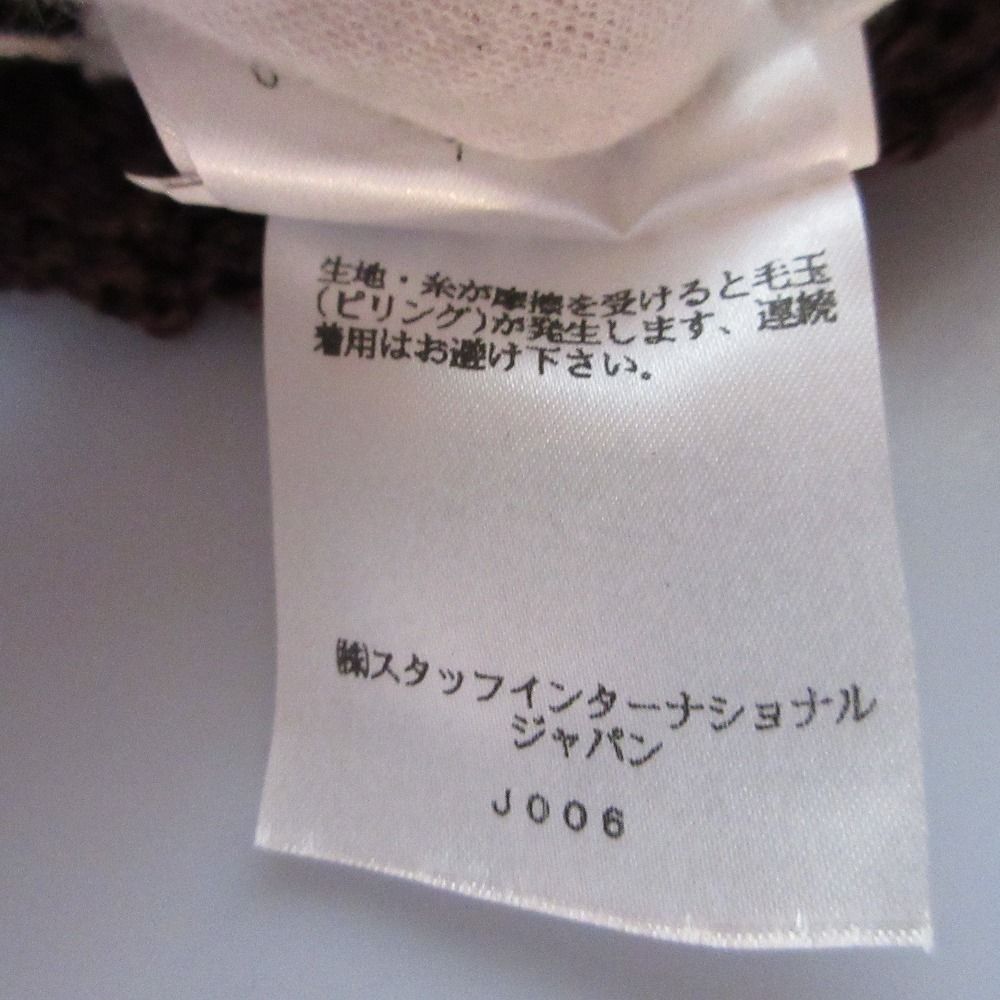 生地・糸が摩擦を受けると毛玉
(ピリング)が発生します、連続
着用はお避け下さい。
㈱スタッフインターナショナル
ジャパン
J006